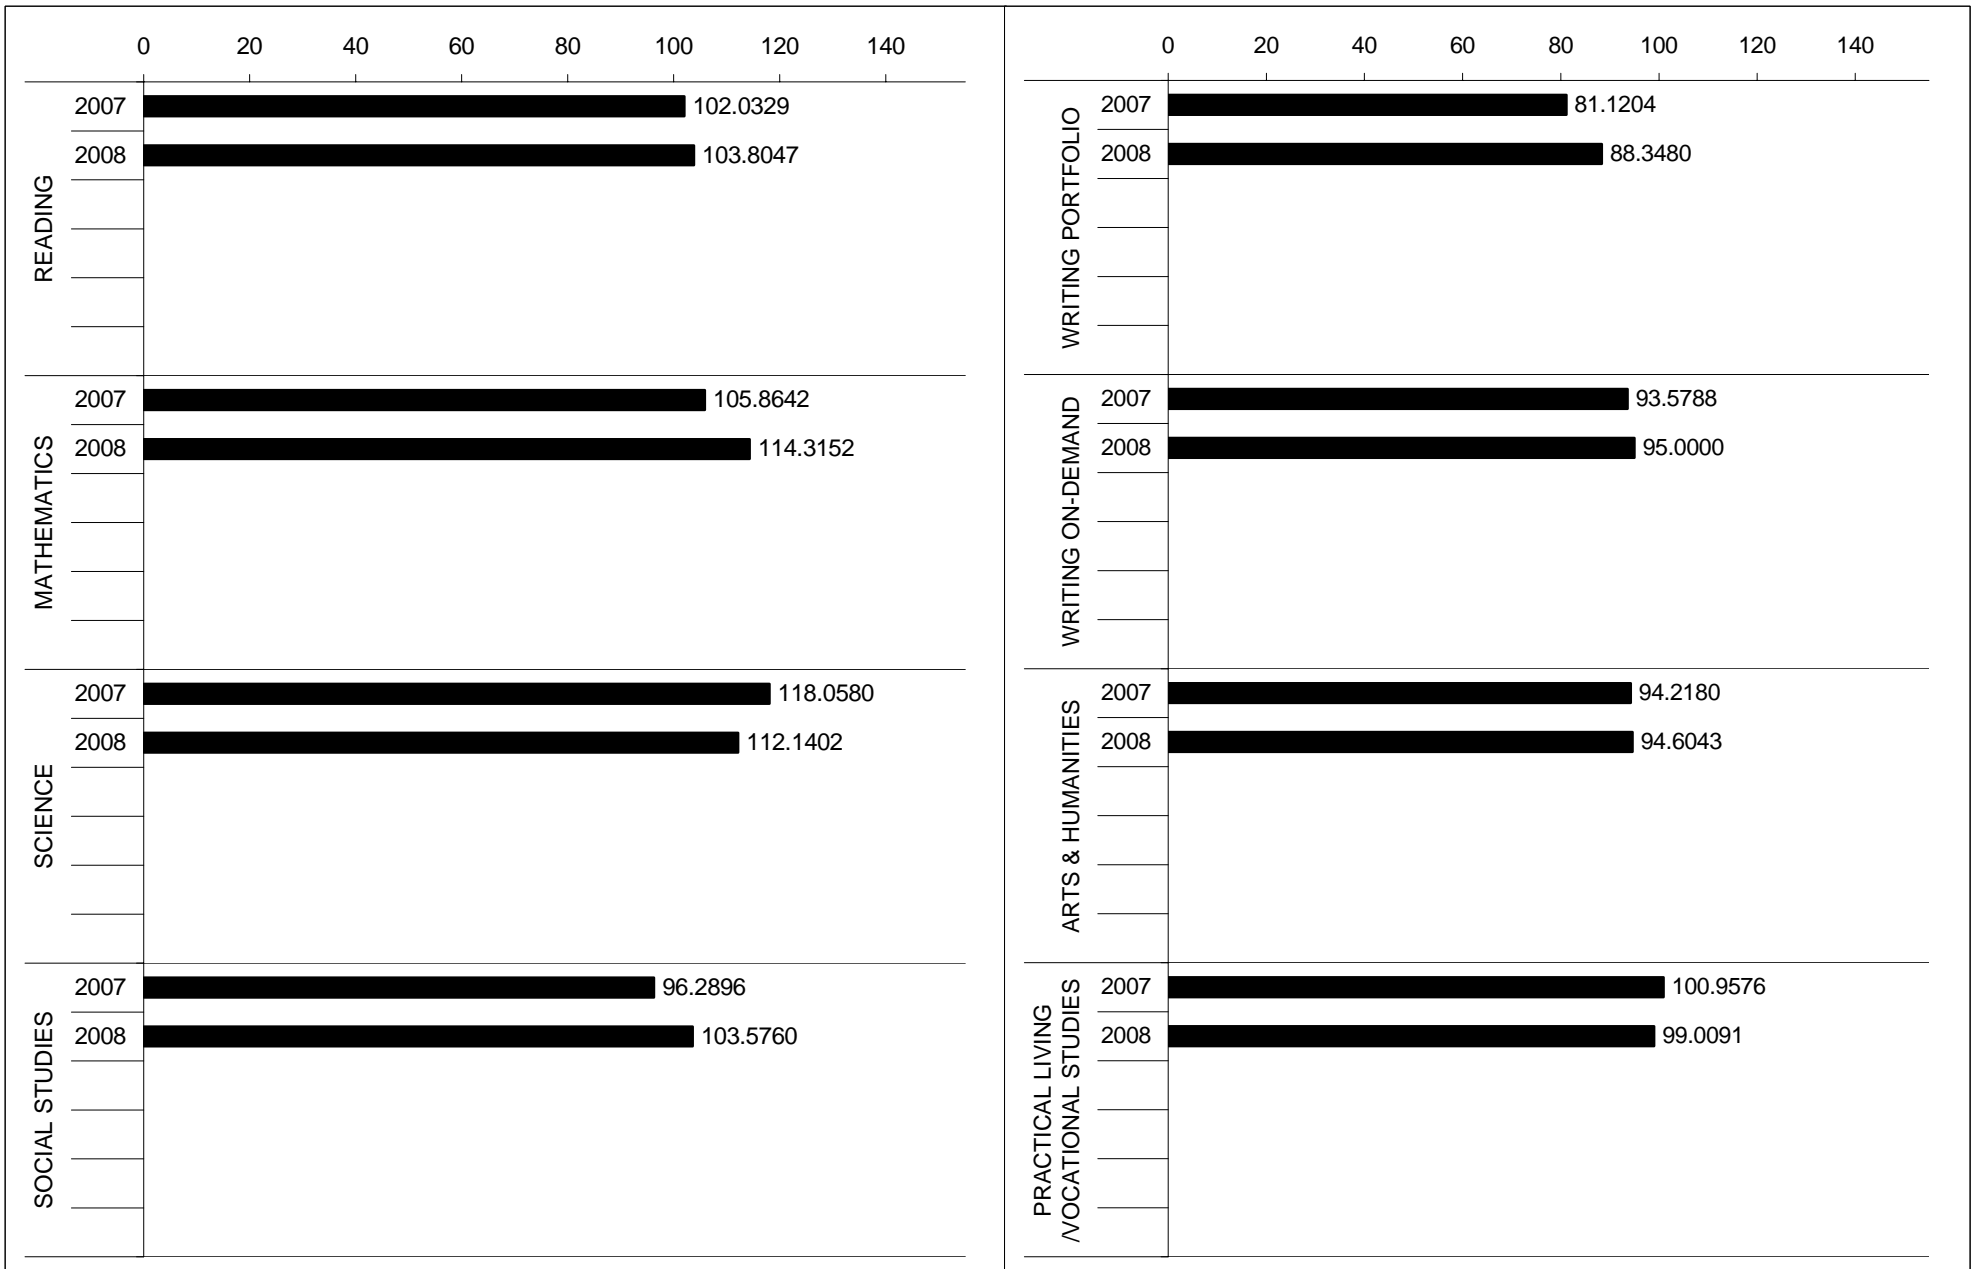 0 20 40 60 80 100 120 140
READING
2007 102.0329
2008 103.8047
MATHEMATICS
2007 105.8642
2008 114.3152
SCIENCE
2007 118.0580
2008 112.1402
SOCIAL STUDIES
2007 96.2896
2008 103.5760
0 20 40 60 80 100 120 140
WRITING PORTFOLIO
2007 81.1204
2008 88.3480
WRITING ON-DEMAND
2007 93.5788
2008 95.0000
ARTS & HUMANITIES
2007 94.2180
2008 94.6043
PRACTICAL LIVING
/VOCATIONAL STUDIES
2007 100.9576
2008 99.0091